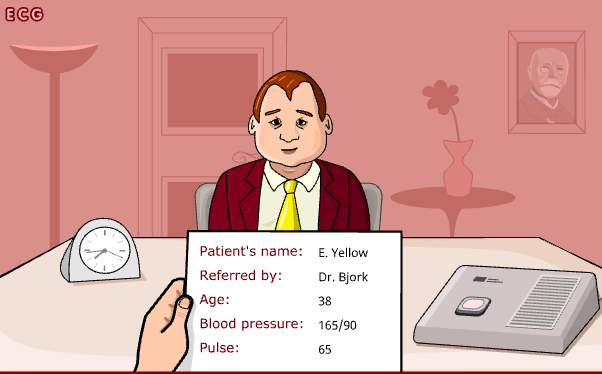 ECG
Patient's name: E. Yellow
Referred by: Dr. Bjork
Age: 38
Blood pressure: 165/90
Pulse: 65